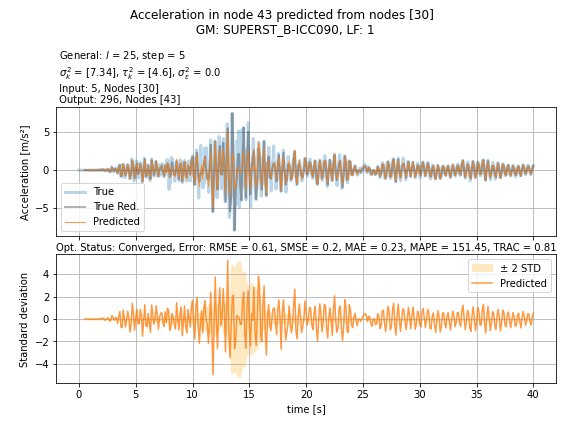 Acceleration in node 43 predicted from nodes [30]
GM: SUPERST_B-ICC090, LF: 1
General: l = 25, step = 5
σ²ₖ = [7.34], τ²ₖ = [4.6], σ²ε = 0.0
Input: 5, Nodes [30]
Output: 296, Nodes [43]
Acceleration [m/s²]
5
0
−5
True
True Red.
Predicted
Opt. Status: Converged, Error: RMSE = 0.61, SMSE = 0.2, MAE = 0.23, MAPE = 151.45, TRAC = 0.81
Standard deviation
4
2
0
−2
−4
± 2 STD
Predicted
0 5 10 15 20 25 30 35 40
time [s]